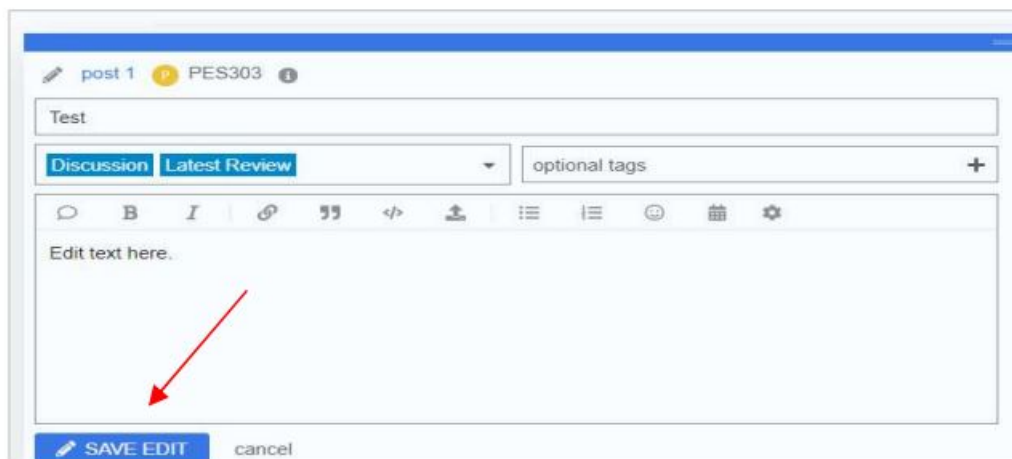 post 1 P PES303
Test
Discussion Latest Review optional tags
B I
Edit text here.
SAVE EDIT cancel